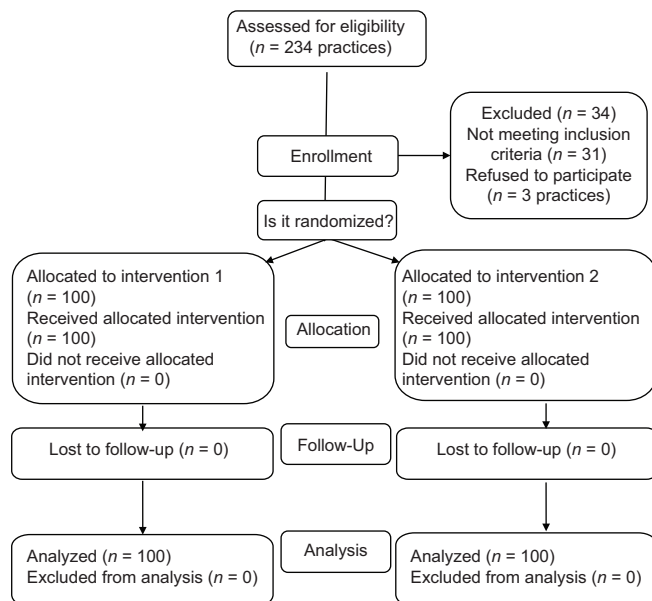 Assessed for eligibility
(n = 234 practices)
Excluded (n = 34)
Not meeting inclusion
criteria (n = 31)
Refused to participate
(n = 3 practices)
Enrollment
Is it randomized?
Allocated to intervention 1
(n = 100)
Received allocated intervention
(n = 100)
Did not receive allocated
intervention (n = 0)
Allocation
Allocated to intervention 2
(n = 100)
Received allocated intervention
(n = 100)
Did not receive allocated
intervention (n = 0)
Lost to follow-up (n = 0)
Follow-Up
Lost to follow-up (n = 0)
Analyzed (n = 100)
Excluded from analysis (n = 0)
Analysis
Analyzed (n = 100)
Excluded from analysis (n = 0)